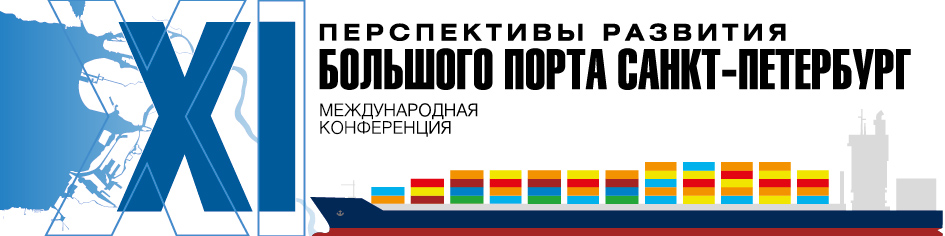 XI
ПЕРСПЕКТИВЫ РАЗВИТИЯ
БОЛЬШОГО ПОРТА САНКТ-ПЕТЕРБУРГ
МЕЖДУНАРОДНАЯ
КОНФЕРЕНЦИЯ